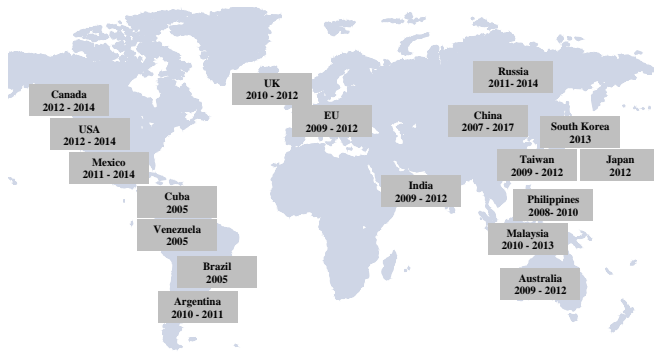 Canada
2012 - 2014
USA
2012 - 2014
Mexico
2011 - 2014
Cuba
2005
Venezuela
2005
Brazil
2005
Argentina
2010 - 2011
UK
2010 - 2012
EU
2009 - 2012
Russia
2011- 2014
China
2007 - 2017
South Korea
2013
Taiwan
2009 - 2012
Japan
2012
India
2009 - 2012
Philippines
2008- 2010
Malaysia
2010 - 2013
Australia
2009 - 2012